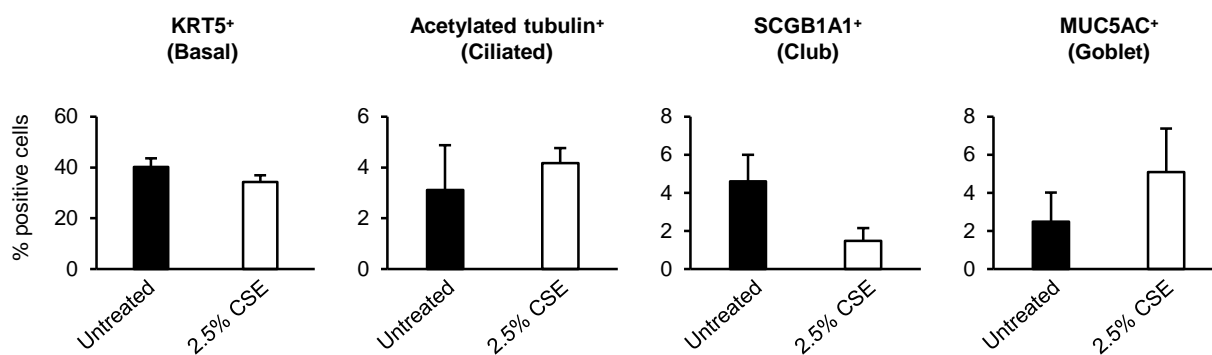 KRT5⁺
(Basal)
Acetylated tubulin⁺
(Ciliated)
SCGB1A1⁺
(Club)
MUC5AC⁺
(Goblet)
% positive cells
60
40
20
0
Untreated
2.5% CSE
6
4
2
0
Untreated
2.5% CSE
8
6
4
2
0
Untreated
2.5% CSE
8
6
4
2
0
Untreated
2.5% CSE